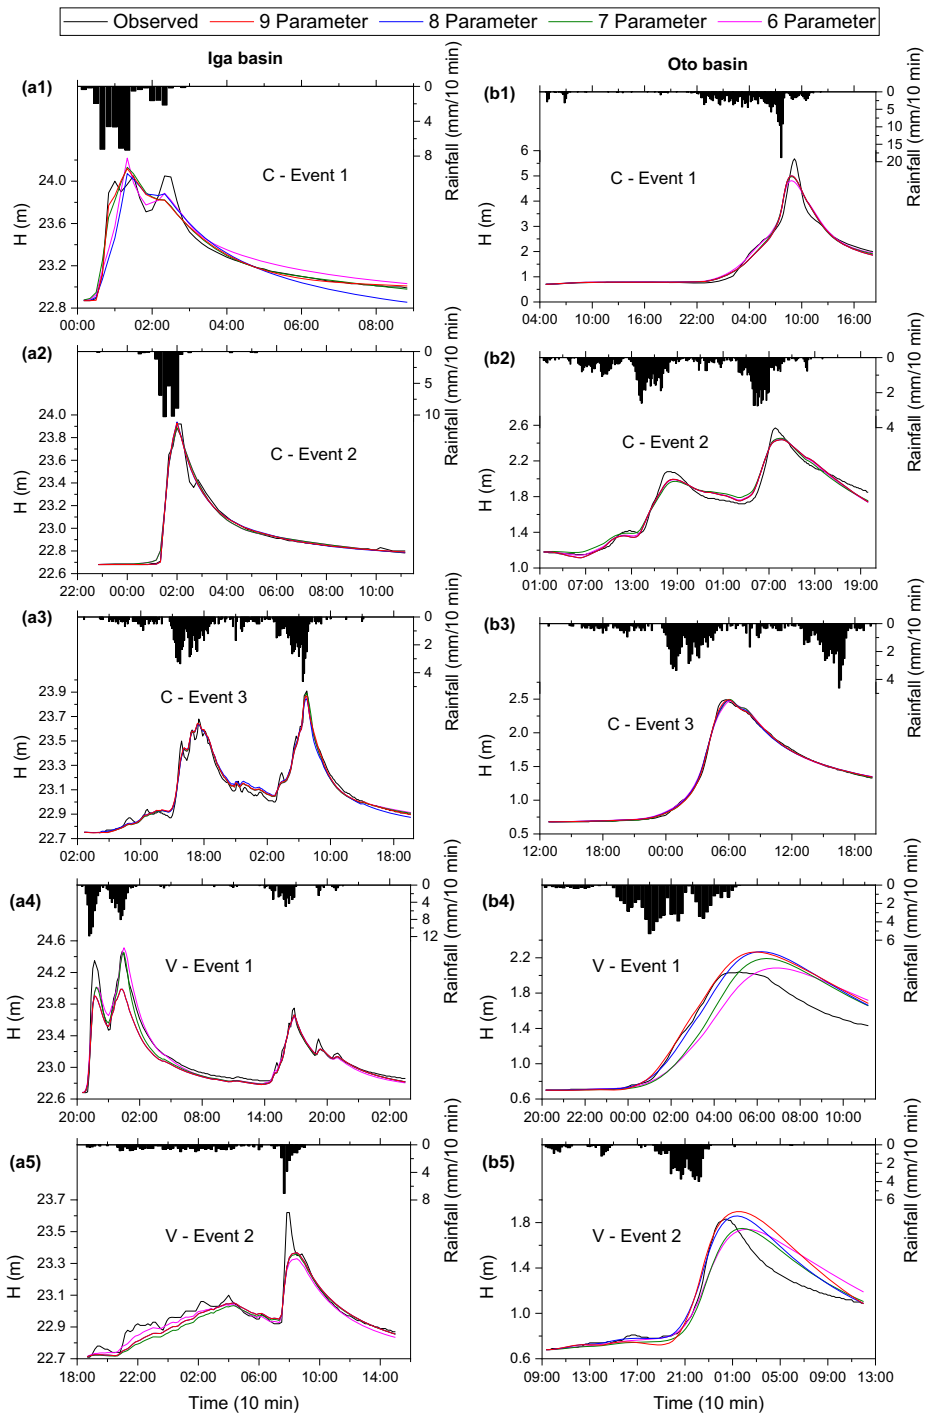 Observed 9 Parameter 8 Parameter 7 Parameter 6 Parameter
Iga basin
Oto basin
(a1)
C - Event 1
H (m)
24.0
23.6
23.2
22.8
00:00 02:00 04:00 06:00 08:00
0
4
8
Rainfall (mm/10 min)
(b1)
C - Event 1
H (m)
6
5
4
3
2
1
0
04:00 10:00 16:00 22:00 04:00 10:00 16:00
0
5
10
15
20
Rainfall (mm/10 min)
(a2)
C - Event 2
H (m)
24.0
23.8
23.6
23.4
23.2
23.0
22.8
22.6
22:00 00:00 02:00 04:00 06:00 08:00 10:00
0
5
10
Rainfall (mm/10 min)
(b2)
C - Event 2
H (m)
2.6
2.2
1.8
1.4
1.0
01:00 07:00 13:00 19:00 01:00 07:00 13:00 19:00
0
2
4
Rainfall (mm/10 min)
(a3)
C - Event 3
H (m)
23.9
23.7
23.5
23.3
23.1
22.9
22.7
02:00 10:00 18:00 02:00 10:00 18:00
0
2
4
Rainfall (mm/10 min)
(b3)
C - Event 3
H (m)
2.5
2.0
1.5
1.0
0.5
12:00 18:00 00:00 06:00 12:00 18:00
0
1
2
3
4
5
Rainfall (mm/10 min)
(a4)
V - Event 1
H (m)
24.6
24.2
23.8
23.4
23.0
22.6
20:00 02:00 08:00 14:00 20:00 02:00
0
4
8
12
Rainfall (mm/10 min)
(b4)
V - Event 1
H (m)
2.2
1.8
1.4
1.0
0.6
20:00 22:00 00:00 02:00 04:00 06:00 08:00 10:00
0
2
4
6
Rainfall (mm/10 min)
(a5)
V - Event 2
H (m)
23.7
23.5
23.3
23.1
22.9
22.7
18:00 22:00 02:00 06:00 10:00 14:00
0
2
4
6
8
Rainfall (mm/10 min)
Time (10 min)
(b5)
V - Event 2
H (m)
1.8
1.4
1.0
0.6
09:00 13:00 17:00 21:00 01:00 05:00 09:00 13:00
0
2
4
6
Rainfall (mm/10 min)
Time (10 min)